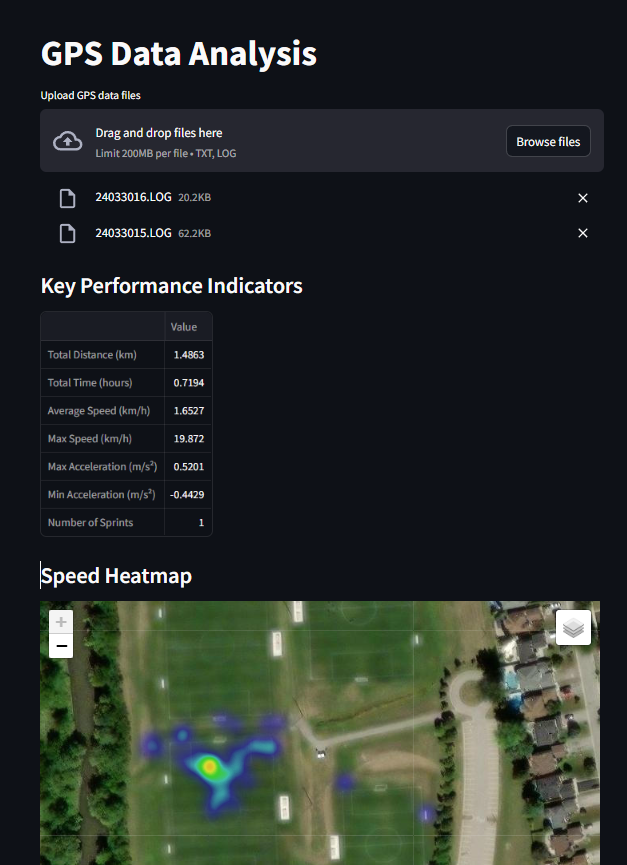 GPS Data Analysis
Upload GPS data files
Drag and drop files here
Limit 200MB per file • TXT, LOG
Browse files
24033016.LOG 20.2KB
24033015.LOG 62.2KB
Key Performance Indicators
Value
Total Distance (km) 1.4863
Total Time (hours) 0.7194
Average Speed (km/h) 1.6527
Max Speed (km/h) 19.872
Max Acceleration (m/s²) 0.5201
Min Acceleration (m/s²) -0.4429
Number of Sprints 1
Speed Heatmap
+
−